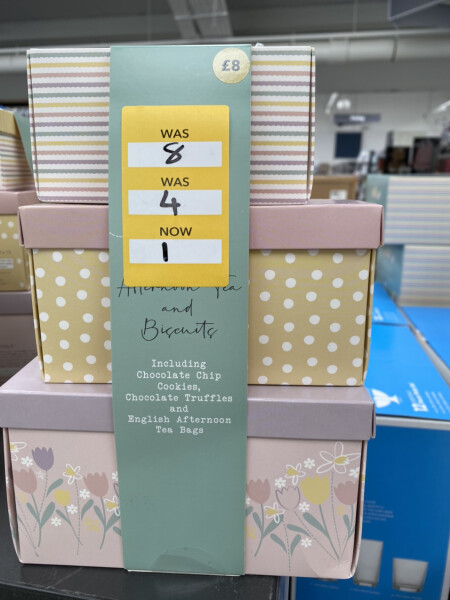 £8
WAS
8
WAS
4
NOW
1
Afternoon Tea
and
Biscuits
Including
Chocolate Chip
Cookies,
Chocolate Truffles
and
English Afternoon
Tea Bags